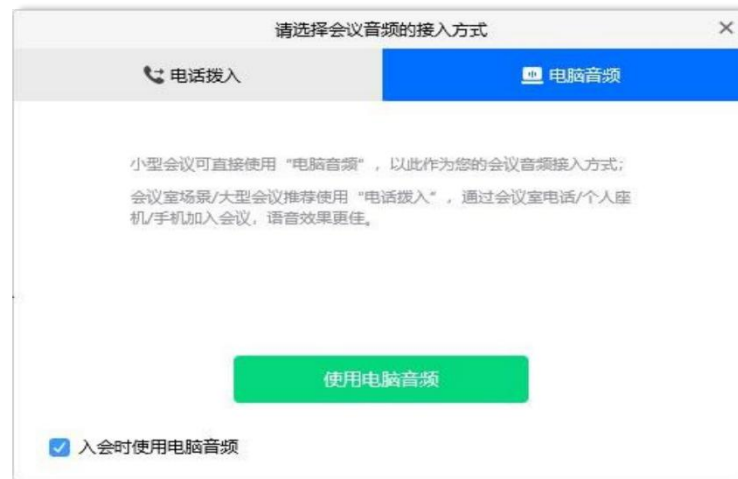 请选择会议音频的接入方式
电话拨入
电脑音频
小型会议可直接使用“电脑音频”，以此作为您的会议音频接入方式;
会议室场景/大型会议推荐使用“电话拨入”，通过会议室电话/个人座
机/手机加入会议，语音效果更佳。
使用电脑音频
入会时使用电脑音频